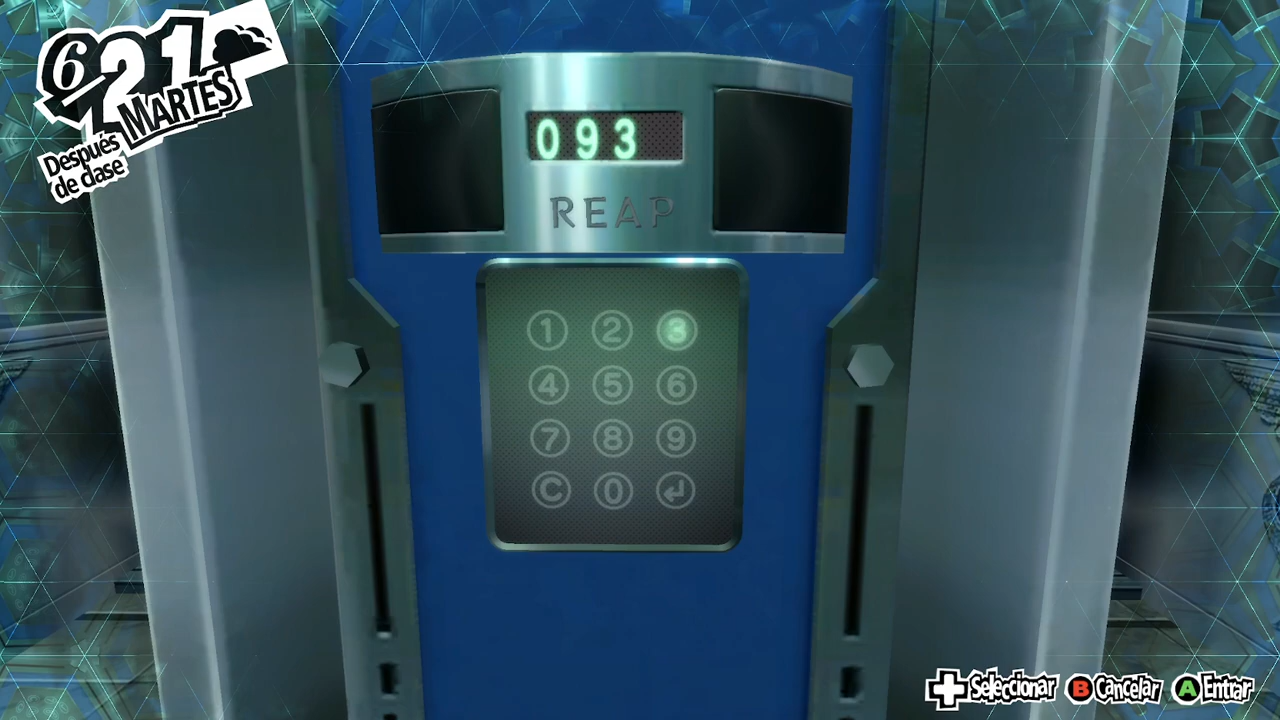 6/21
MARTES
Después
de clase
093
REAP
1 2 3
4 5 6
7 8 9
C 0 ↵
Seleccionar B Cancelar A Entrar